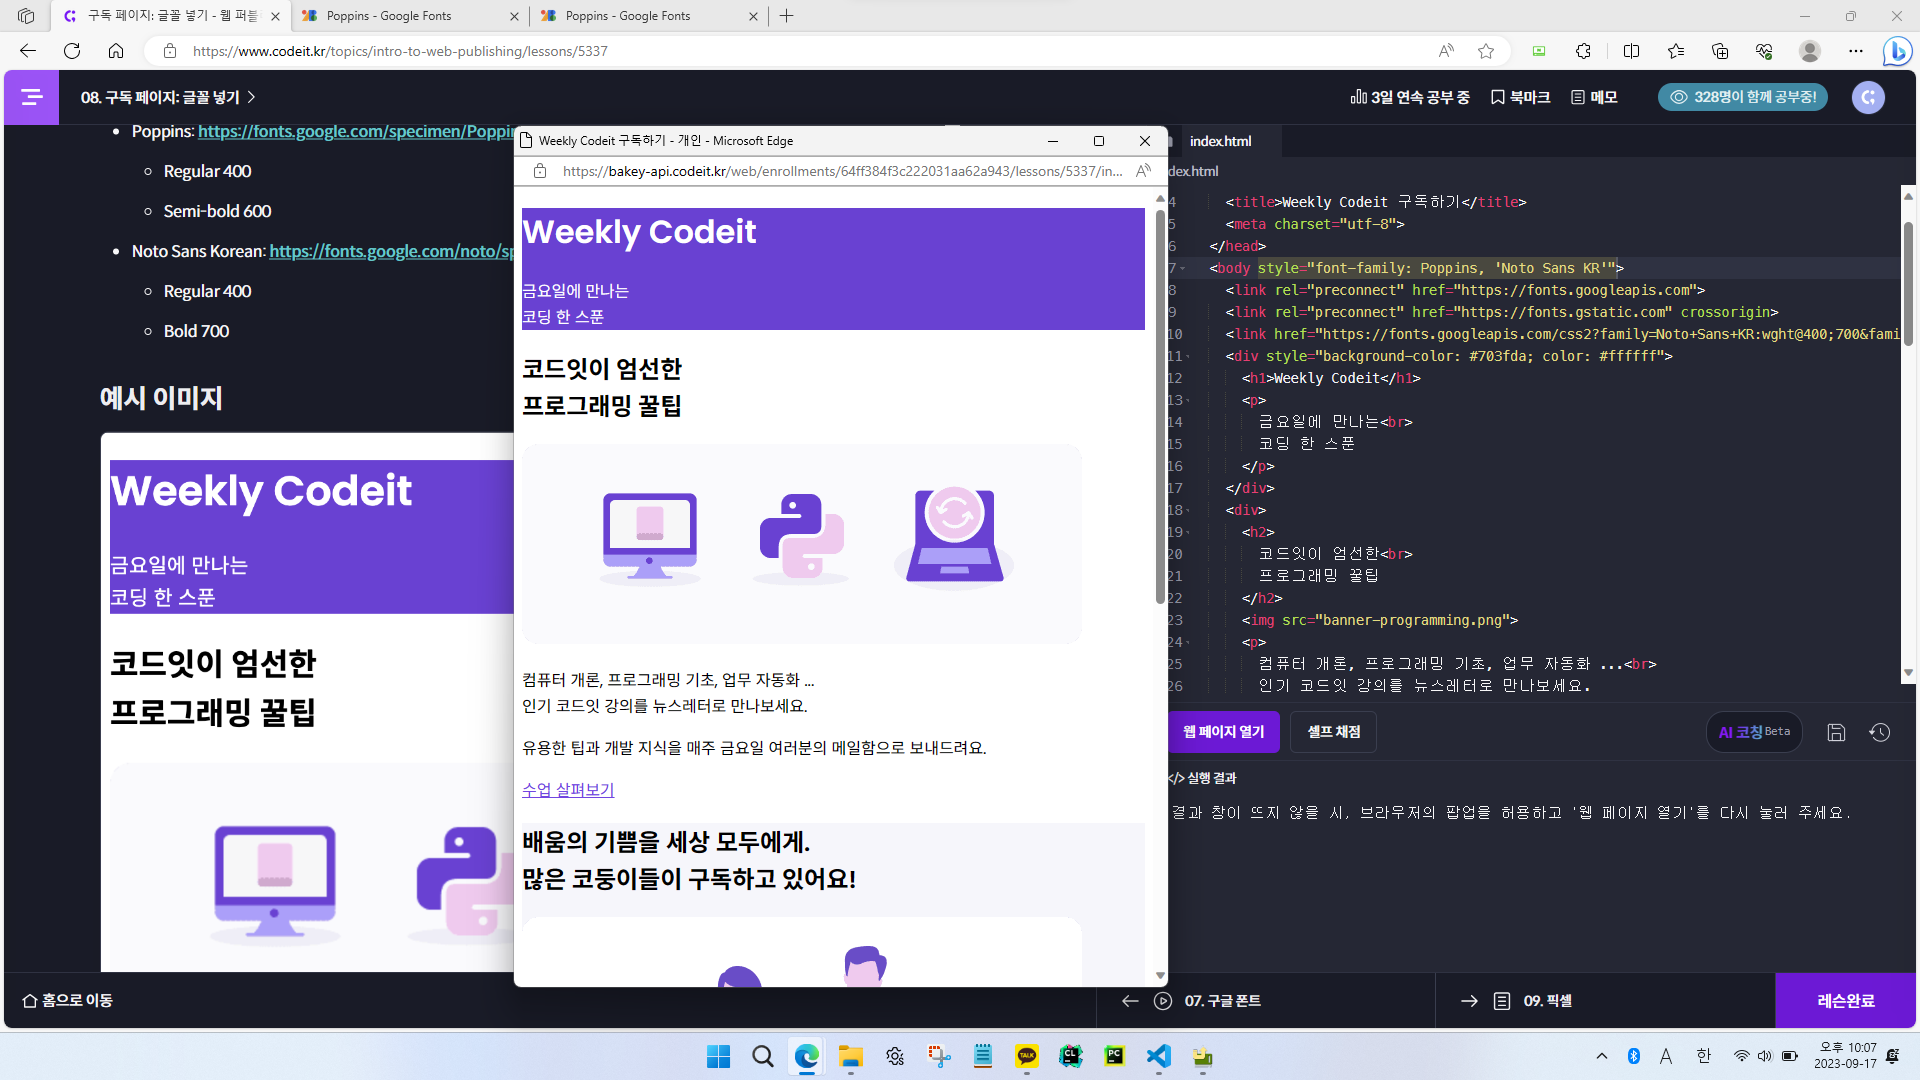 구독 페이지: 글꼴 넣기 - 웹 퍼블
Poppins - Google Fonts
Poppins - Google Fonts
https://www.codeit.kr/topics/intro-to-web-publishing/lessons/5337
08. 구독 페이지: 글꼴 넣기
3일 연속 공부 중
북마크
메모
328명이 함께 공부중!
Poppins: https://fonts.google.com/specimen/Poppin
Regular 400
Semi-bold 600
Noto Sans Korean: https://fonts.google.com/noto/sp
Regular 400
Bold 700
예시 이미지
Weekly Codeit
금요일에 만나는
코딩 한 스푼
코드잇이 엄선한
프로그래밍 꿀팁
Weekly Codeit 구독하기 - 개인 - Microsoft Edge
https://bakey-api.codeit.kr/web/enrollments/64ff384f3c222031aa62a943/lessons/5337/in...
Weekly Codeit
금요일에 만나는
코딩 한 스푼
코드잇이 엄선한
프로그래밍 꿀팁
컴퓨터 개론, 프로그래밍 기초, 업무 자동화 ...
인기 코드잇 강의를 뉴스레터로 만나보세요.
유용한 팁과 개발 지식을 매주 금요일 여러분의 메일함으로 보내드려요.
수업 살펴보기
배움의 기쁨을 세상 모두에게.
많은 코둥이들이 구독하고 있어요!
index.html
dex.html
4 <title>Weekly Codeit 구독하기</title>
5 <meta charset="utf-8">
6 </head>
7 <body style="font-family: Poppins, 'Noto Sans KR'">
8 <link rel="preconnect" href="https://fonts.googleapis.com">
9 <link rel="preconnect" href="https://fonts.gstatic.com" crossorigin>
10 <link href="https://fonts.googleapis.com/css2?family=Noto+Sans+KR:wght@400;700&fami
11 <div style="background-color: #703fda; color: #ffffff">
12 <h1>Weekly Codeit</h1>
13 <p>
14 금요일에 만나는<br>
15 코딩 한 스푼
16 </p>
17 </div>
18 <div>
19 <h2>
20 코드잇이 엄선한<br>
21 프로그래밍 꿀팁
22 </h2>
23 <img src="banner-programming.png">
24 <p>
25 컴퓨터 개론, 프로그래밍 기초, 업무 자동화 ...<br>
26 인기 코드잇 강의를 뉴스레터로 만나보세요.
웹 페이지 열기
셀프 채점
AI 코칭 Beta
</> 실행 결과
결과 창이 뜨지 않을 시, 브라우저의 팝업을 허용하고 '웹 페이지 열기'를 다시 눌러 주세요.
홈으로 이동
07. 구글 폰트
09. 픽셀
레슨완료
TALK
CL
PC
A
한
오후 10:07
2023-09-17